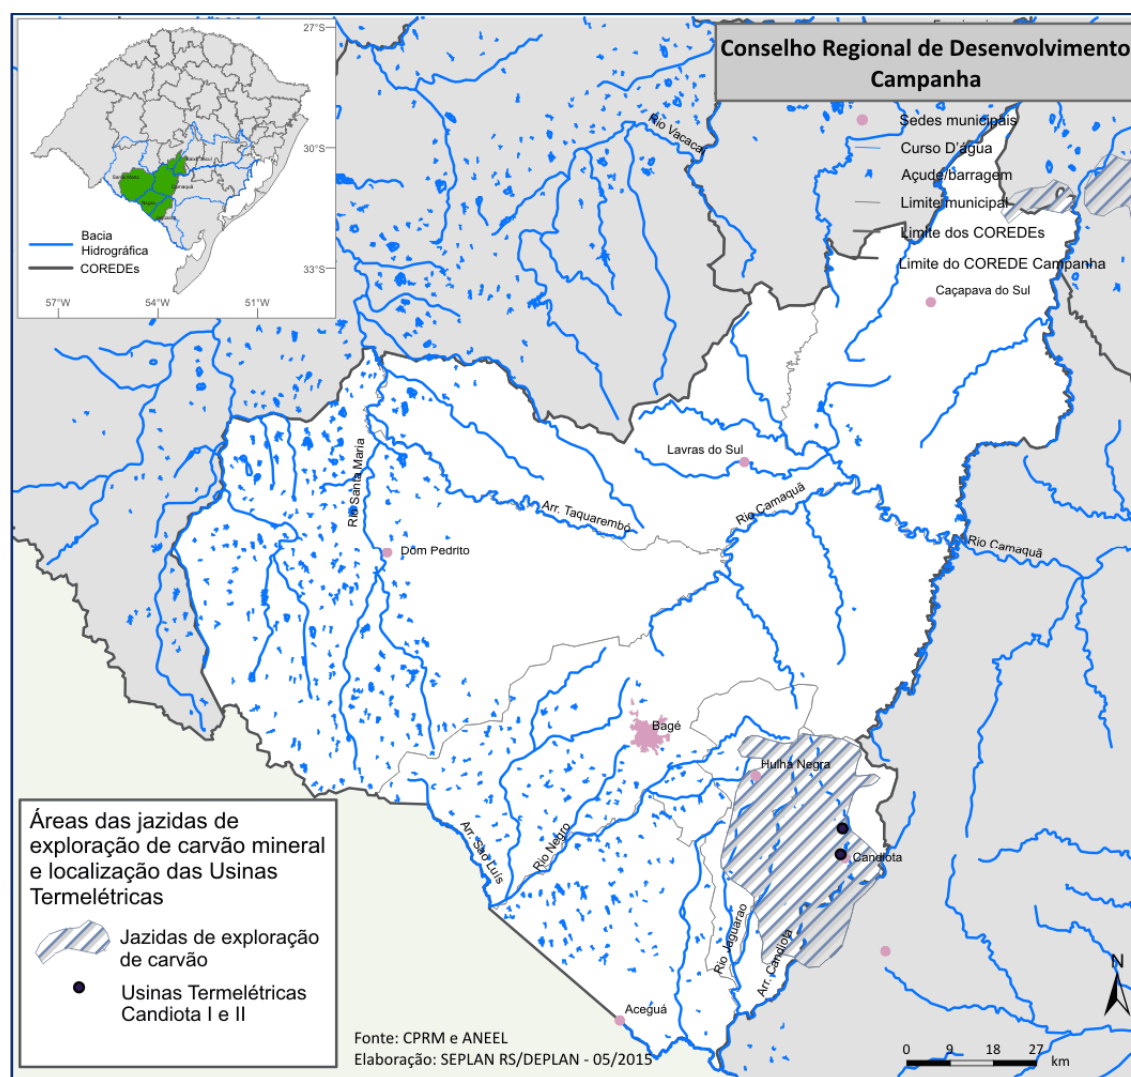 Conselho Regional de Desenvolvimento
Campanha
Sedes municipais
Curso D'água
Açude/barragem
Limite municipal
Limite dos COREDEs
Limite do COREDE Campanha
27°S
30°S
33°S
57°W
54°W
51°W
Santa Maria
Camaquã
Negro
Bacia
Hidrográfica
COREDEs
Rio Vacacaí
Caçapava do Sul
Lavras do Sul
Rio Santa Maria
Arr. Taquarembó
Rio Camaquã
Rio Camaquã
Dom Pedrito
Bagé
Hulha Negra
Candiota
Arr. São Luís
Rio Negro
Rio Jaguarão
Arr. Candiota
Aceguá
Áreas das jazidas de
exploração de carvão mineral
e localização das Usinas
Termelétricas
Jazidas de exploração
de carvão
Usinas Termelétricas
Candiota I e II
Fonte: CPRM e ANEEL
Elaboração: SEPLAN RS/DEPLAN - 05/2015
N
0 9 18 27
km